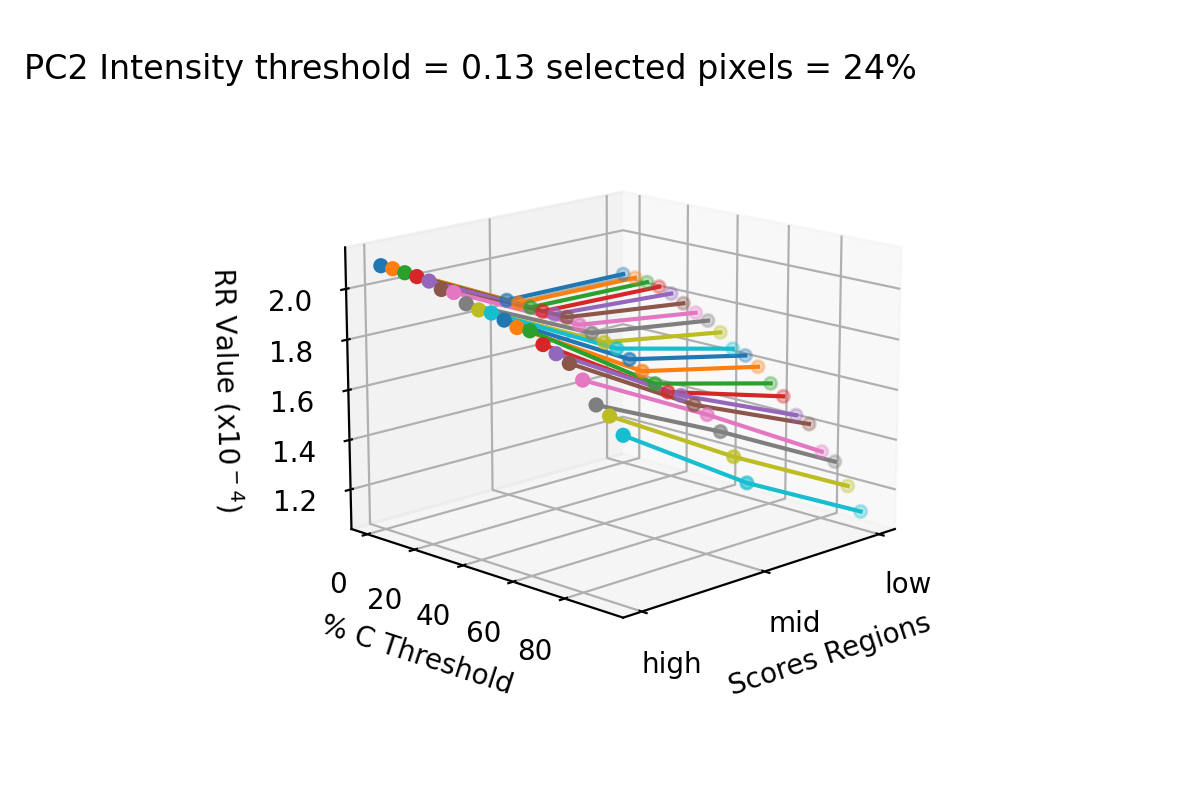 PC2 Intensity threshold = 0.13 selected pixels = 24%
RR Value (x10⁻⁴)
2.0
1.8
1.6
1.4
1.2
0
20
40
60
80
% C Threshold
high
mid
low
Scores Regions